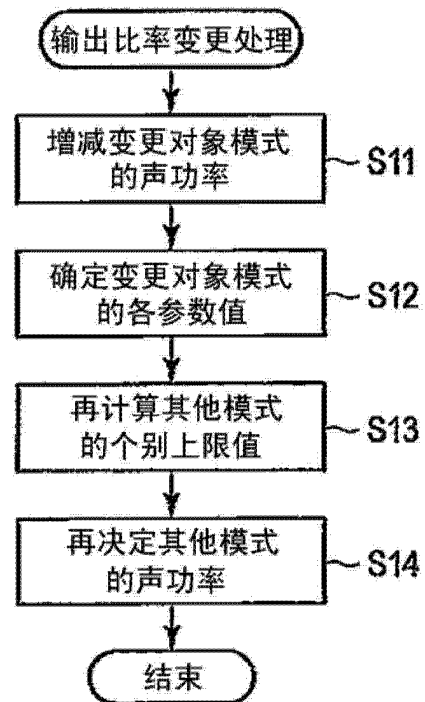 输出比率变更处理
增减变更对象模式
的声功率
S11
确定变更对象模式
的各参数值
S12
再计算其他模式
的个别上限值
S13
再决定其他模式
的声功率
S14
结束